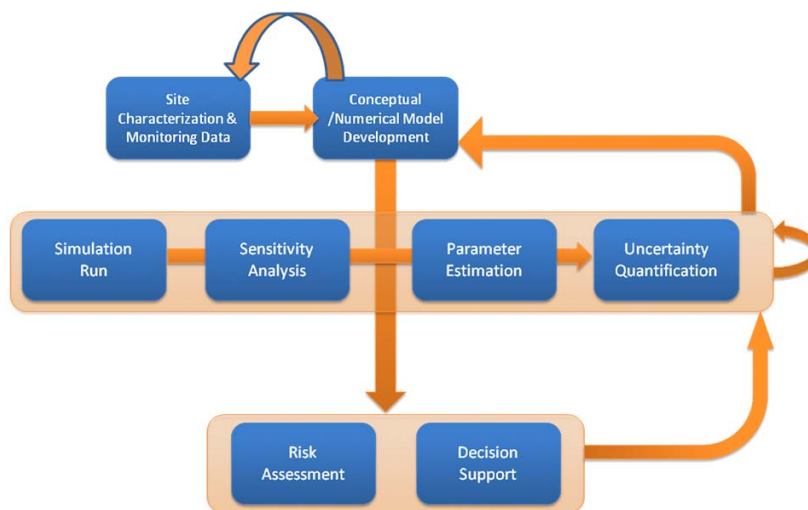 Site
Characterization &
Monitoring Data
Conceptual
/Numerical Model
Development
Simulation
Run
Sensitivity
Analysis
Parameter
Estimation
Uncertainty
Quantification
Risk
Assessment
Decision
Support